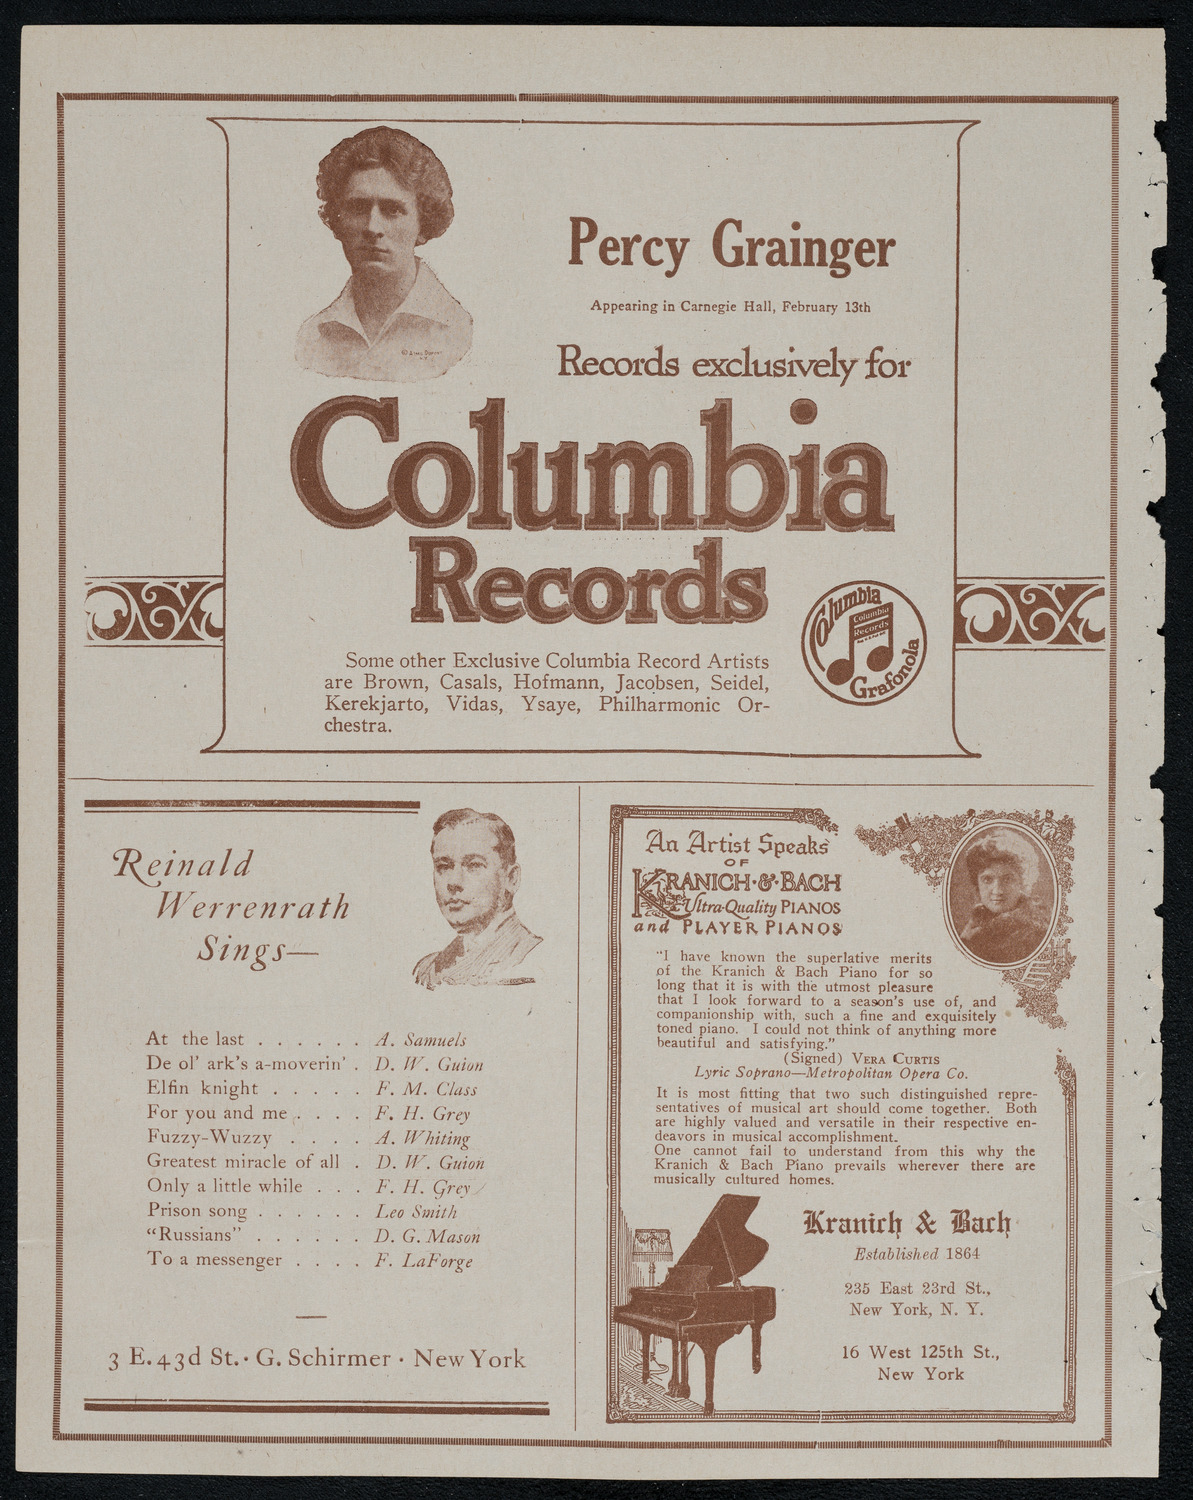 Percy Grainger
Appearing in Carnegie Hall, February 13th
Records exclusively for
Columbia
Records
Columbia
Columbia
Records
Grafonola
Some other Exclusive Columbia Record Artists
are Brown, Casals, Hofmann, Jacobsen, Seidel,
Kerekjarto, Vidas, Ysaye, Philharmonic Or-
chestra.
Reinald
Werrenrath
Sings—
At the last . . . . . . A. Samuels
De ol' ark's a-moverin' . D. W. Guion
Elfin knight . . . . . F. M. Class
For you and me . . . . F. H. Grey
Fuzzy-Wuzzy . . . . A. Whiting
Greatest miracle of all . D. W. Guion
Only a little while . . . F. H. Grey
Prison song . . . . . . Leo Smith
"Russians" . . . . . . D. G. Mason
To a messenger . . . . F. LaForge
3 E. 43d St. · G. Schirmer · New York
An Artist Speaks
OF
KRANICH·&·BACH
Ultra-Quality PIANOS
and PLAYER PIANOS
"I have known the superlative merits
of the Kranich & Bach Piano for so
long that it is with the utmost pleasure
that I look forward to a season's use of, and
companionship with, such a fine and exquisitely
toned piano. I could not think of anything more
beautiful and satisfying."
(Signed) VERA CURTIS
Lyric Soprano—Metropolitan Opera Co.
It is most fitting that two such distinguished repre-
sentatives of musical art should come together. Both
are highly valued and versatile in their respective en-
deavors in musical accomplishment.
One cannot fail to understand from this why the
Kranich & Bach Piano prevails wherever there are
musically cultured homes.
Kranich & Bach
Established 1864
235 East 23rd St.,
New York, N. Y.
16 West 125th St.,
New York